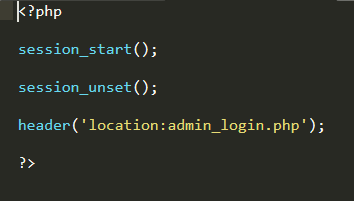 <?php
session_start();
session_unset();
header('location:admin_login.php');
?>